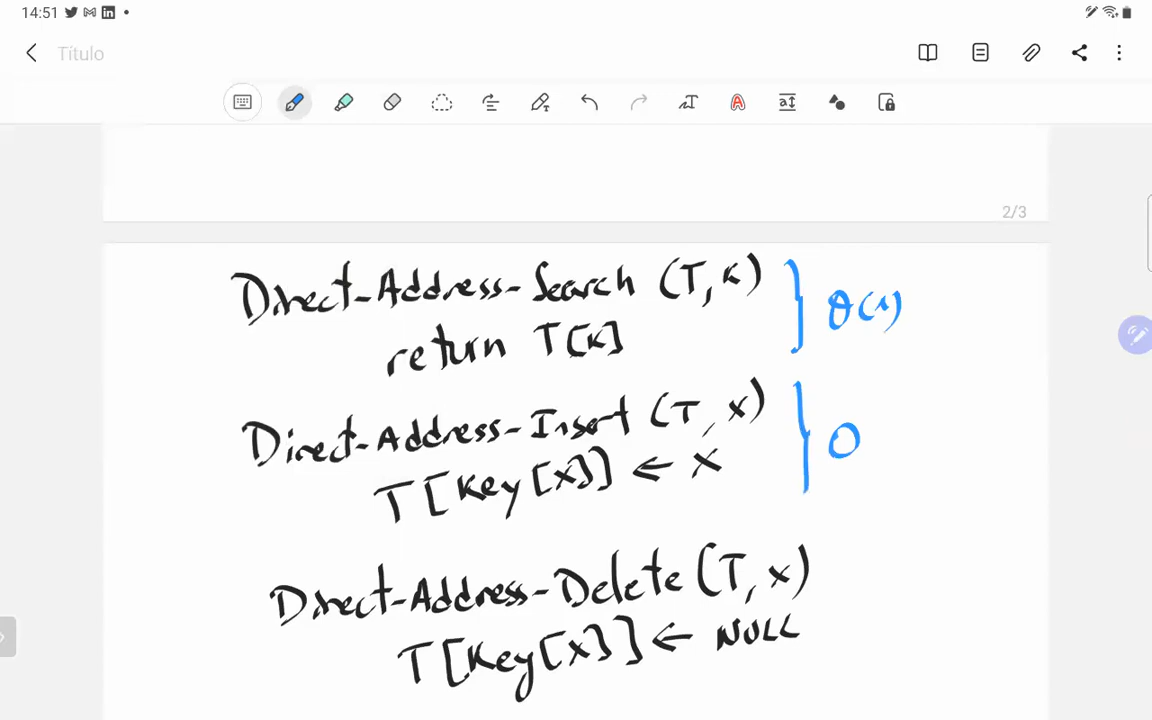 14:51
Título
2/3
Direct-Address-Search (T, K)
return T[K]
θ(1)
Direct-Address-Insert (T, x)
T[Key[x]] ← x
O
Direct-Address-Delete (T, x)
T[Key[x]] ← NULL